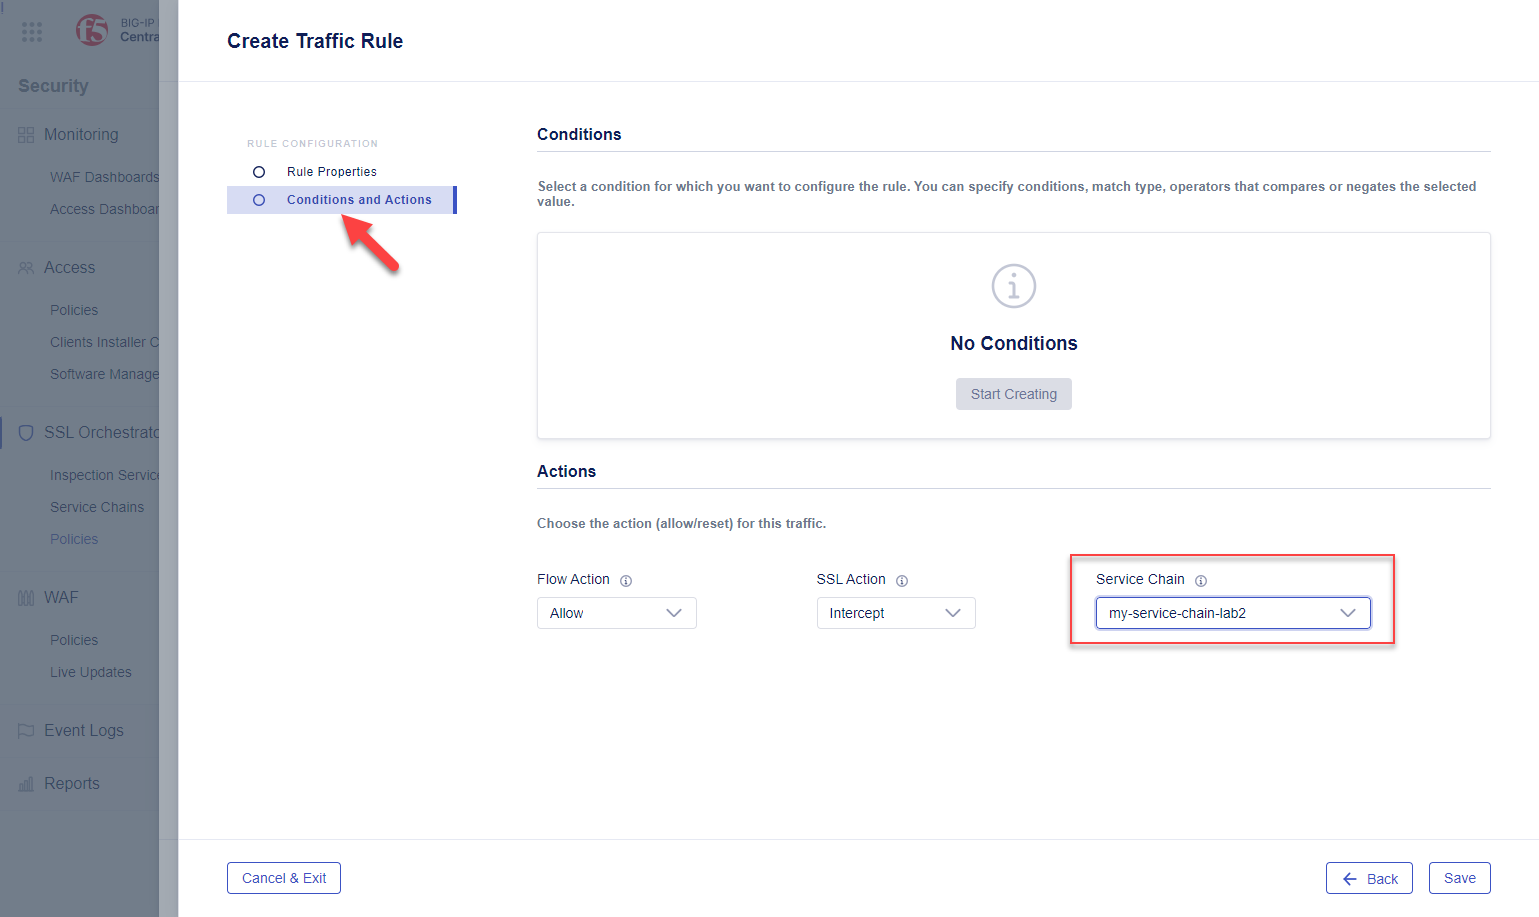 BIG-IP
Centra
Security
Monitoring
WAF Dashboards
Access Dashboar
Access
Policies
Clients Installer C
Software Manage
SSL Orchestrato
Inspection Service
Service Chains
Policies
WAF
Policies
Live Updates
Event Logs
Reports
Create Traffic Rule
RULE CONFIGURATION
Rule Properties
Conditions and Actions
Conditions
Select a condition for which you want to configure the rule. You can specify conditions, match type, operators that compares or negates the selected
value.
No Conditions
Start Creating
Actions
Choose the action (allow/reset) for this traffic.
Flow Action
Allow
SSL Action
Intercept
Service Chain
my-service-chain-lab2
Cancel & Exit
Back
Save